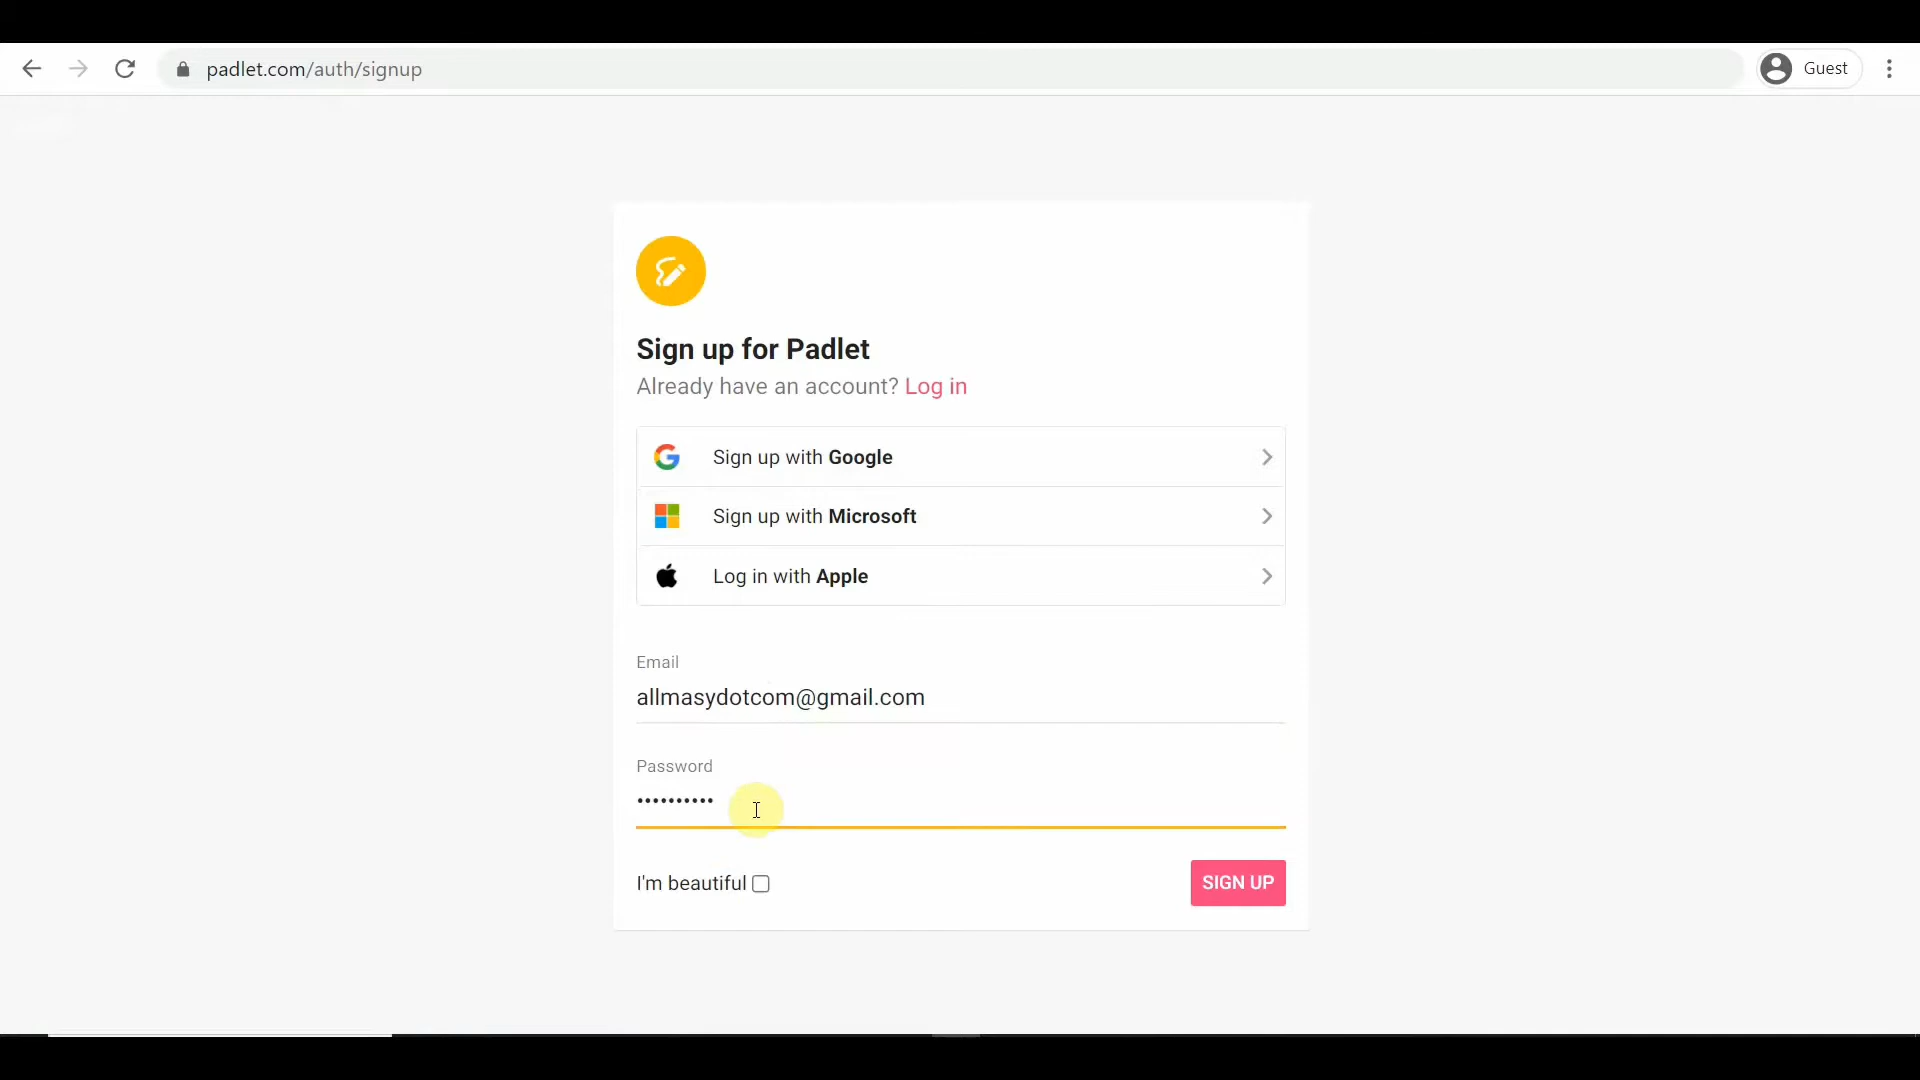 padlet.com/auth/signup
Guest
Sign up for Padlet
Already have an account? Log in
Sign up with Google
Sign up with Microsoft
Log in with Apple
Email
allmasydotcom@gmail.com
Password
••••••••••
I'm beautiful
SIGN UP